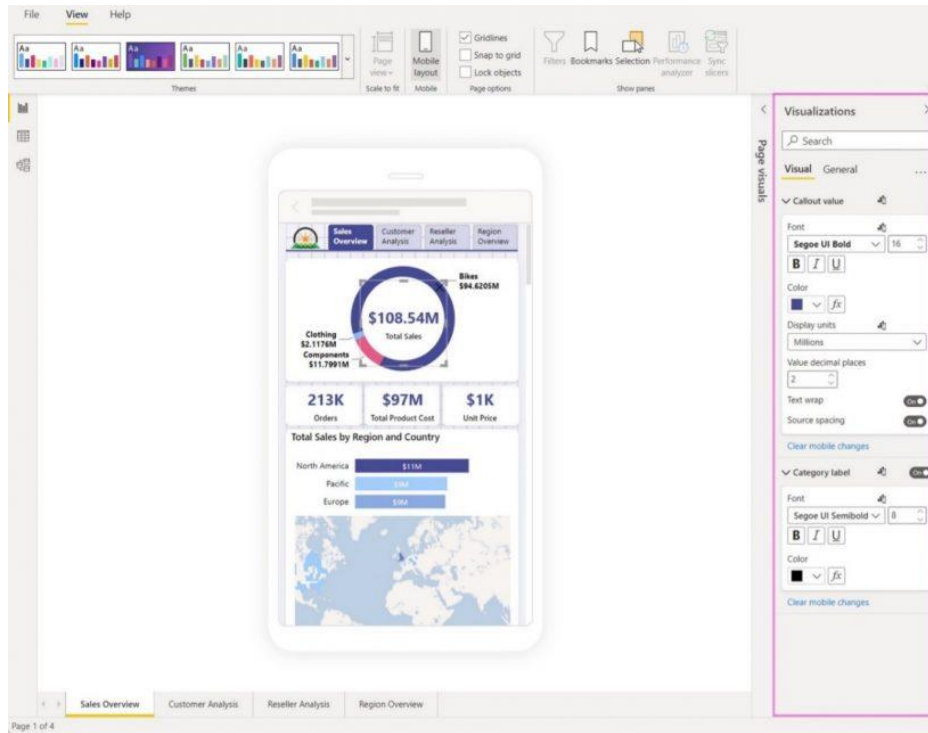 File View Help
Aa Aa Aa Aa Aa Aa
Page view
Mobile layout
Gridlines
Snap to grid
Lock objects
Filters Bookmarks Selection Performance analyzer Sync slicers
Themes Scale to fit Mobile Page options Show panes
Page visuals
Visualizations
Search
Visual General
Callout value
Font
Segoe UI Bold 16
B I U
Color
fx
Display units
Millions
Value decimal places
2
Text wrap On
Source spacing On
Clear mobile changes
Category label On
Font
Segoe UI Semibold 8
B I U
Color
fx
Clear mobile changes
Sales Overview
Customer Analysis
Reseller Analysis
Region Overview
Bikes
$94.6205M
$108.54M
Total Sales
Clothing
$2.1176M
Components
$11.7991M
213K $97M $1K
Orders Total Product Cost Unit Price
Total Sales by Region and Country
North America $11M
Pacific $9M
Europe $9M
Sales Overview Customer Analysis Reseller Analysis Region Overview
Page 1 of 4